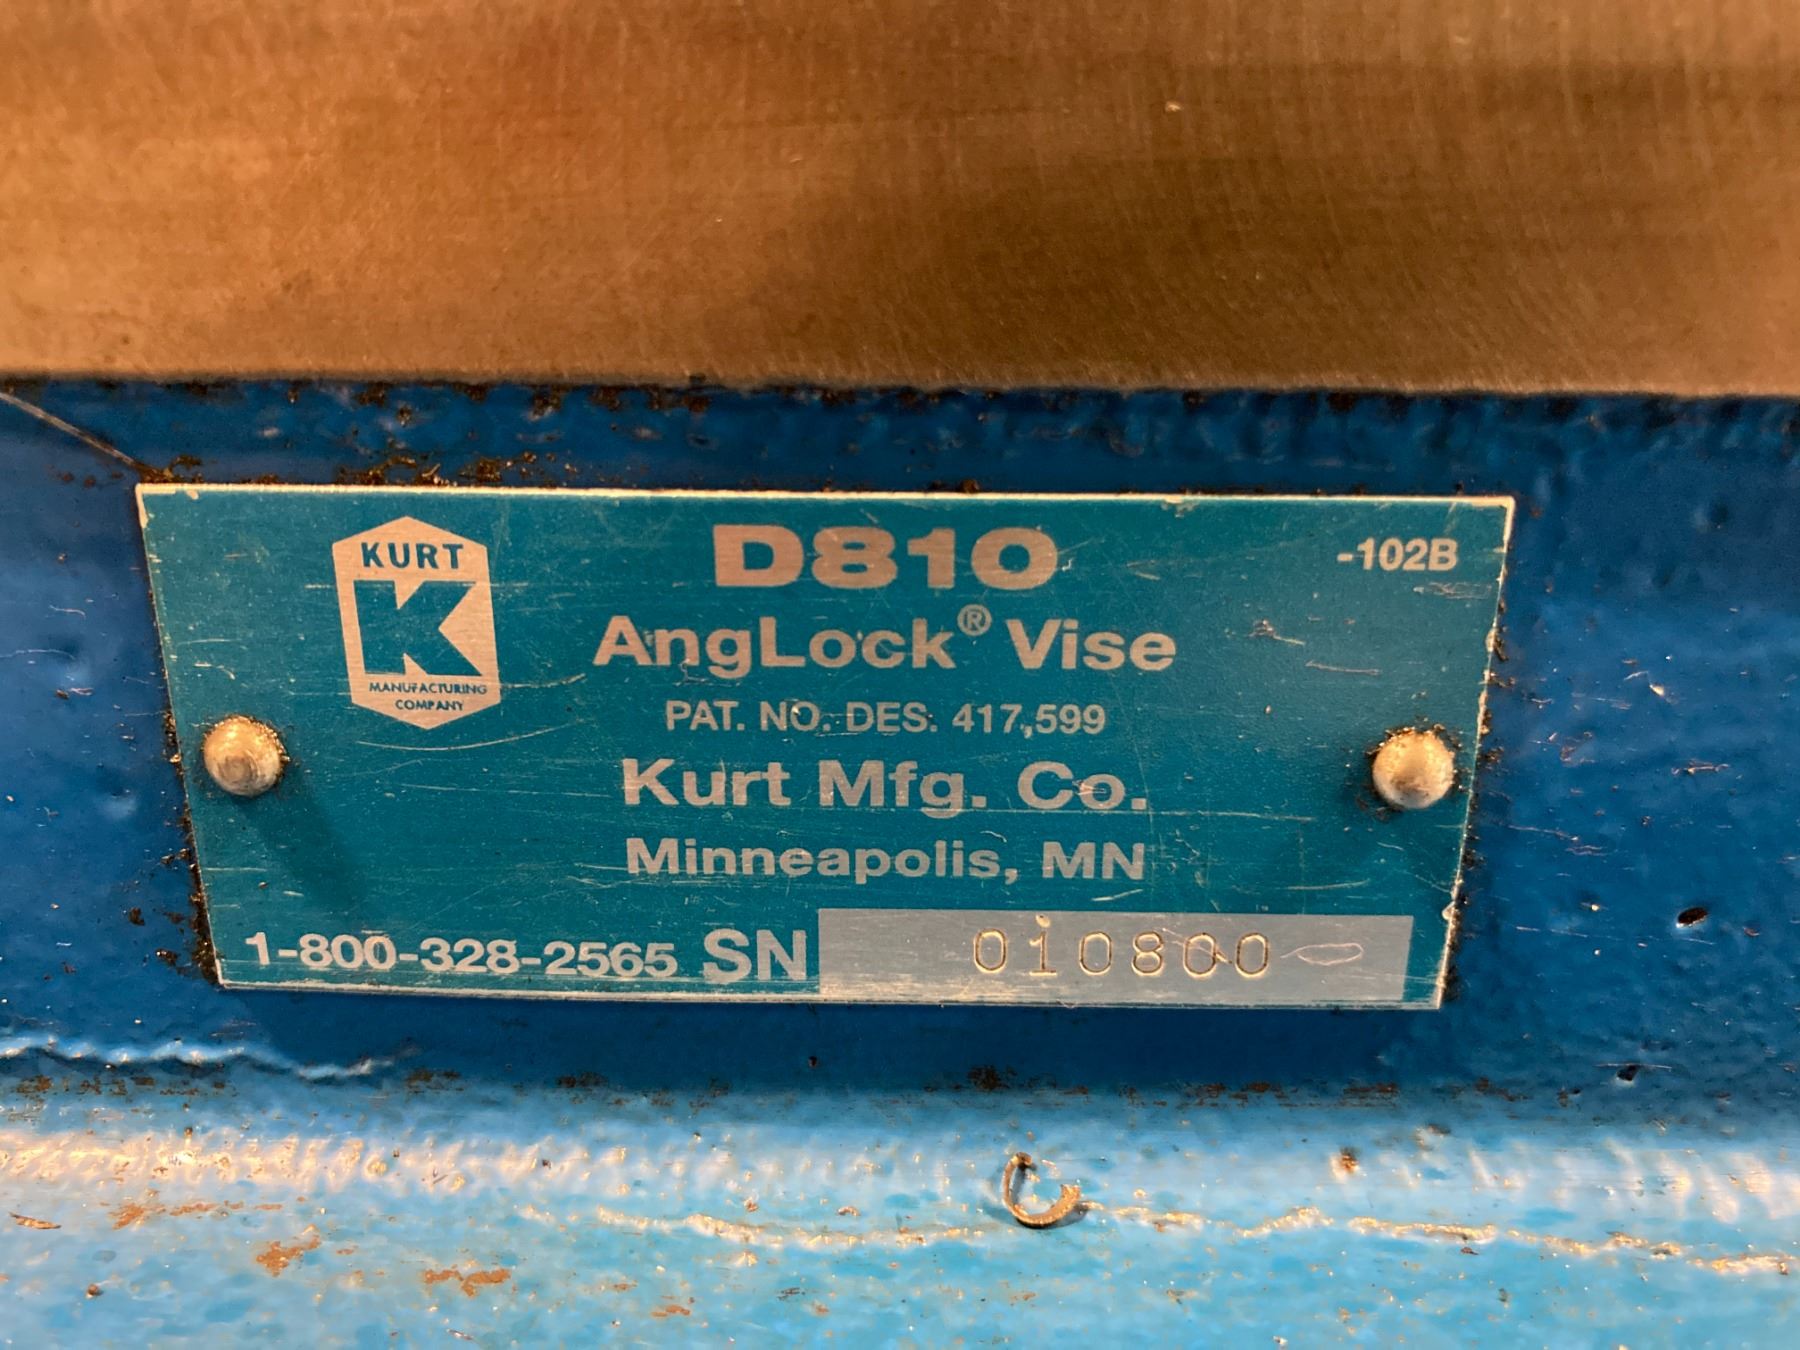 KURT
K
MANUFACTURING
COMPANY
D810
-102B
AngLock® Vise
PAT. NO. DES. 417,599
Kurt Mfg. Co.
Minneapolis, MN
1-800-328-2565 SN 010800